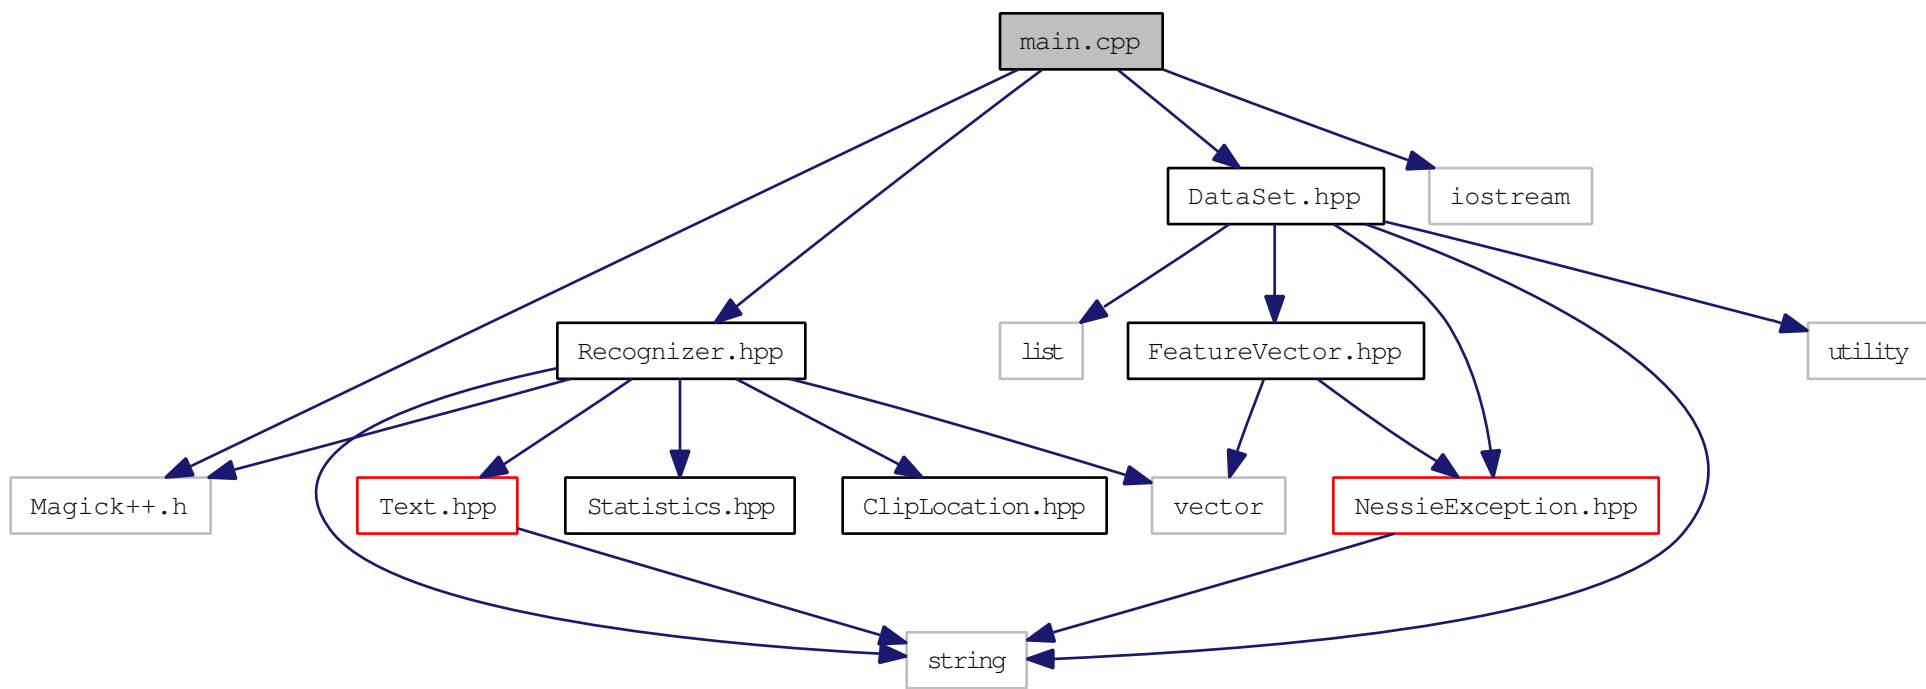 main.cpp
DataSet.hpp
iostream
Recognizer.hpp
list
FeatureVector.hpp
utility
Magick++.h
Text.hpp
Statistics.hpp
ClipLocation.hpp
vector
NessieException.hpp
string